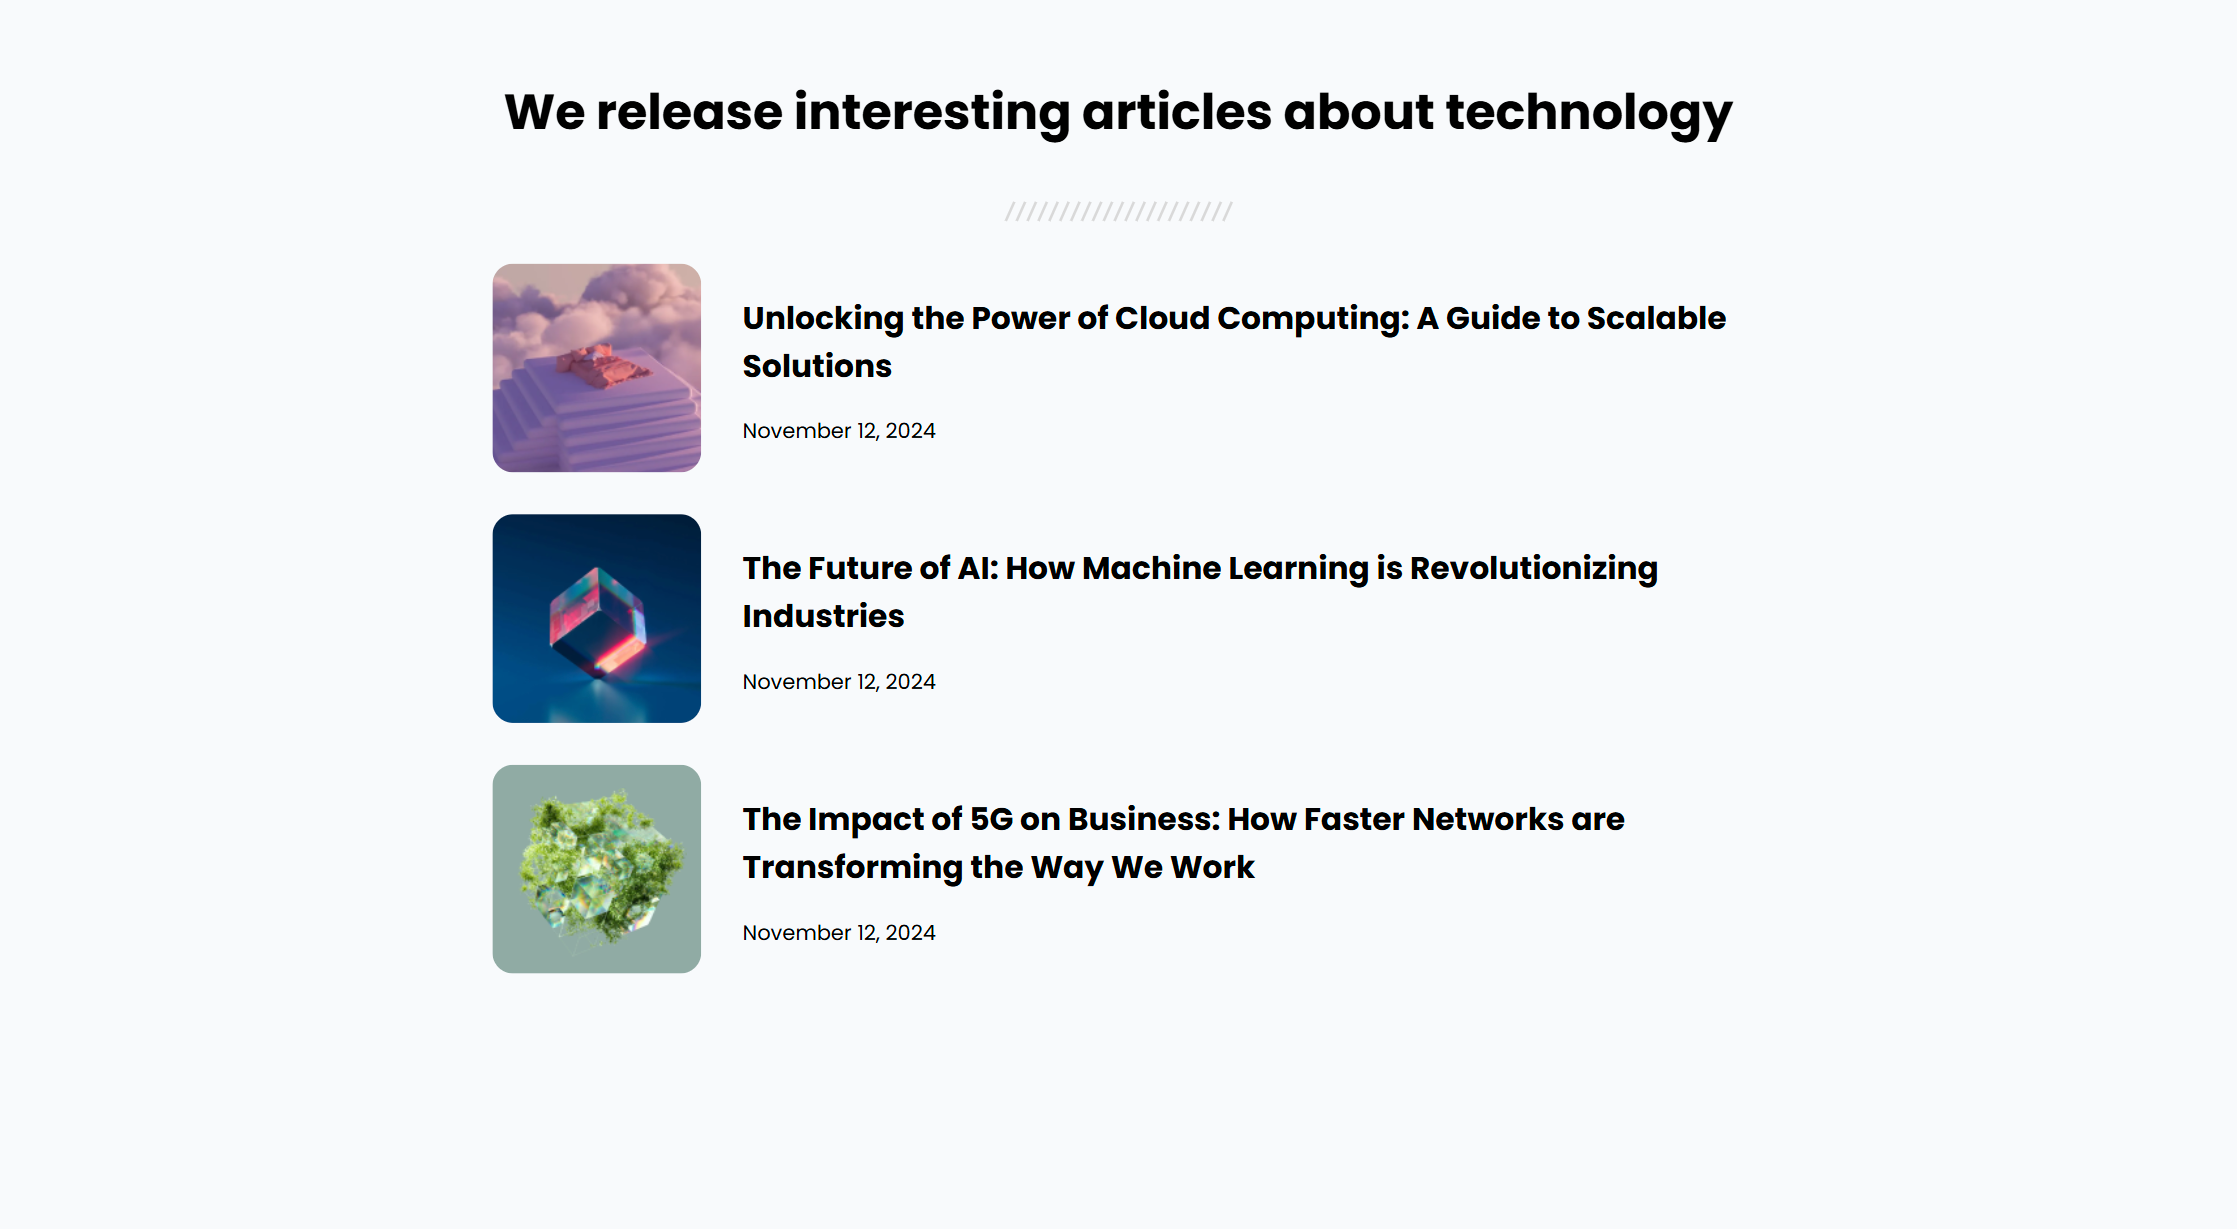 We release interesting articles about technology
Unlocking the Power of Cloud Computing: A Guide to Scalable
Solutions
November 12, 2024
The Future of AI: How Machine Learning is Revolutionizing
Industries
November 12, 2024
The Impact of 5G on Business: How Faster Networks are
Transforming the Way We Work
November 12, 2024